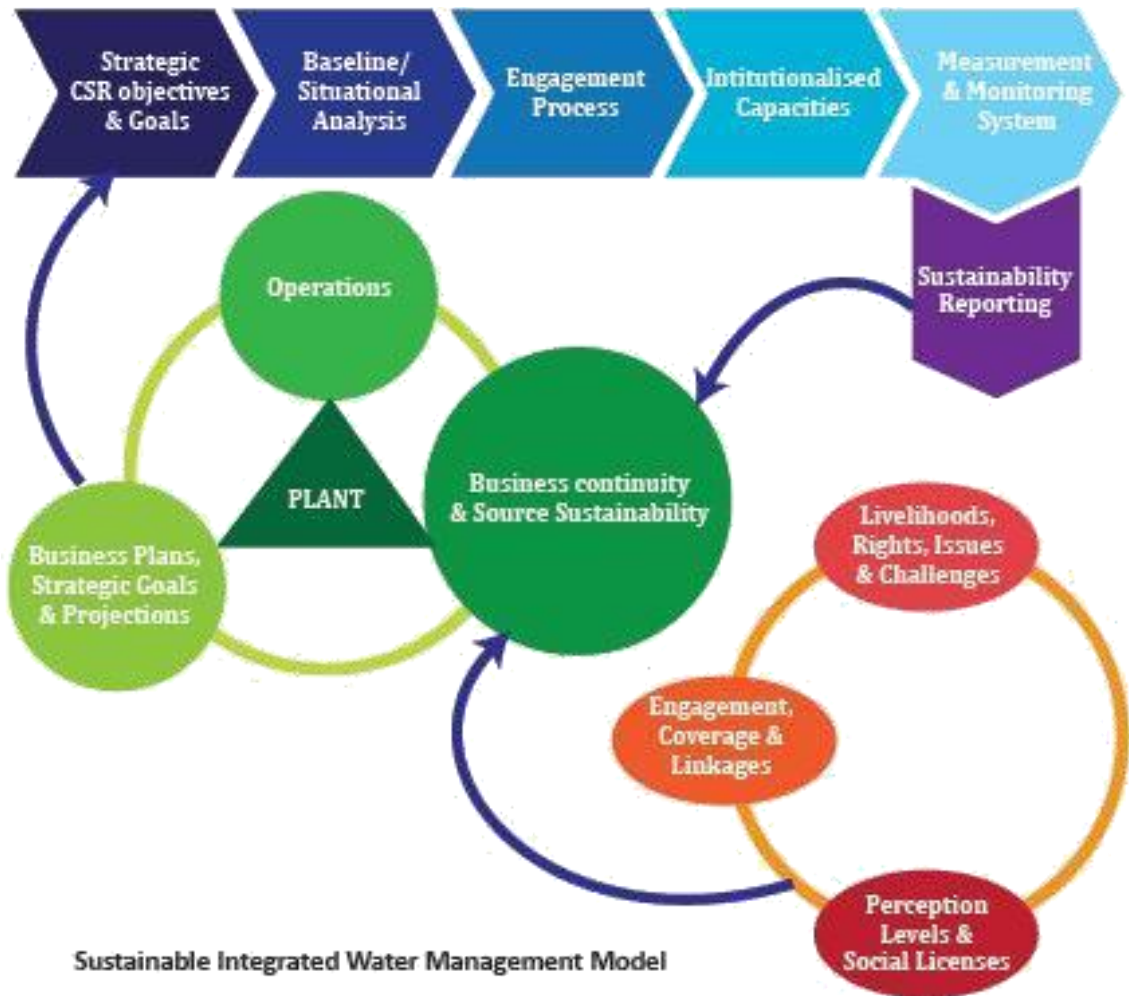 Strategic
CSR objectives
& Goals
Baseline/
Situational
Analysis
Engagement
Process
Intitutionalised
Capacities
Measurement
& Monitoring
System
Sustainability
Reporting
Operations
PLANT
Business continuity
& Source Sustainability
Business Plans,
Strategic Goals
& Projections
Livelihoods,
Rights, Issues
& Challenges
Engagement,
Coverage &
Linkages
Perception
Levels &
Social Licenses
Sustainable Integrated Water Management Model